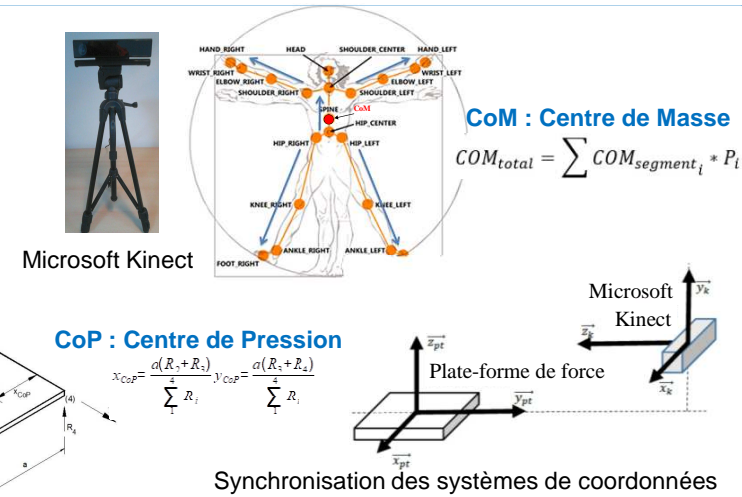 HAND_RIGHT HEAD SHOULDER_CENTER HAND_LEFT
WRIST_RIGHT WRIST_LEFT
ELBOW_RIGHT ELBOW_LEFT
SHOULDER_RIGHT SHOULDER_LEFT
SPINE CoM
HIP_CENTER
HIP_RIGHT HIP_LEFT
KNEE_RIGHT KNEE_LEFT
ANKLE_RIGHT ANKLE_LEFT
FOOT_RIGHT
Microsoft Kinect
CoM : Centre de Masse
COM_total = ∑ COM_segment_i * P_i
CoP : Centre de Pression
x_CoP = a(R_2+R_3) / ∑_1^4 R_i y_CoP = a(R_3+R_4) / ∑_1^4 R_i
x_CoP
(4)
R_4
a
Microsoft
Kinect
y_k
z_k
x_k
z_pt
Plate-forme de force
y_pt
x_pt
Synchronisation des systèmes de coordonnées